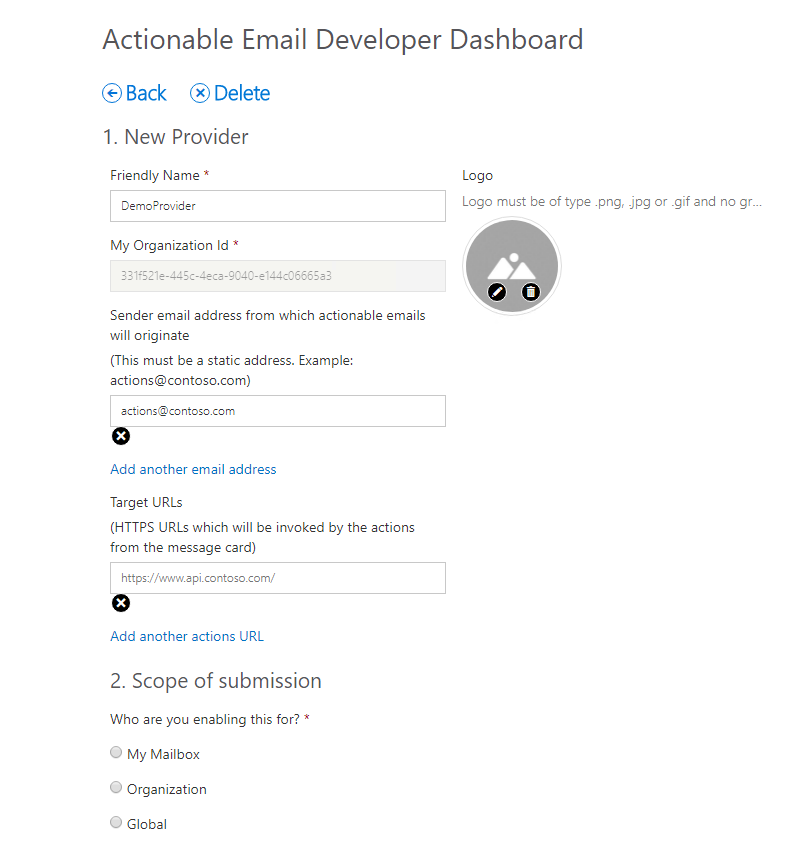 Actionable Email Developer Dashboard
Back Delete
1. New Provider
Friendly Name *
DemoProvider
My Organization Id *
331f521e-445c-4eca-9040-e144c06665a3
Sender email address from which actionable emails
will originate
(This must be a static address. Example:
actions@contoso.com)
actions@contoso.com
Add another email address
Target URLs
(HTTPS URLs which will be invoked by the actions
from the message card)
https://www.api.contoso.com/
Add another actions URL
Logo
Logo must be of type .png, .jpg or .gif and no gr...
2. Scope of submission
Who are you enabling this for? *
My Mailbox
Organization
Global